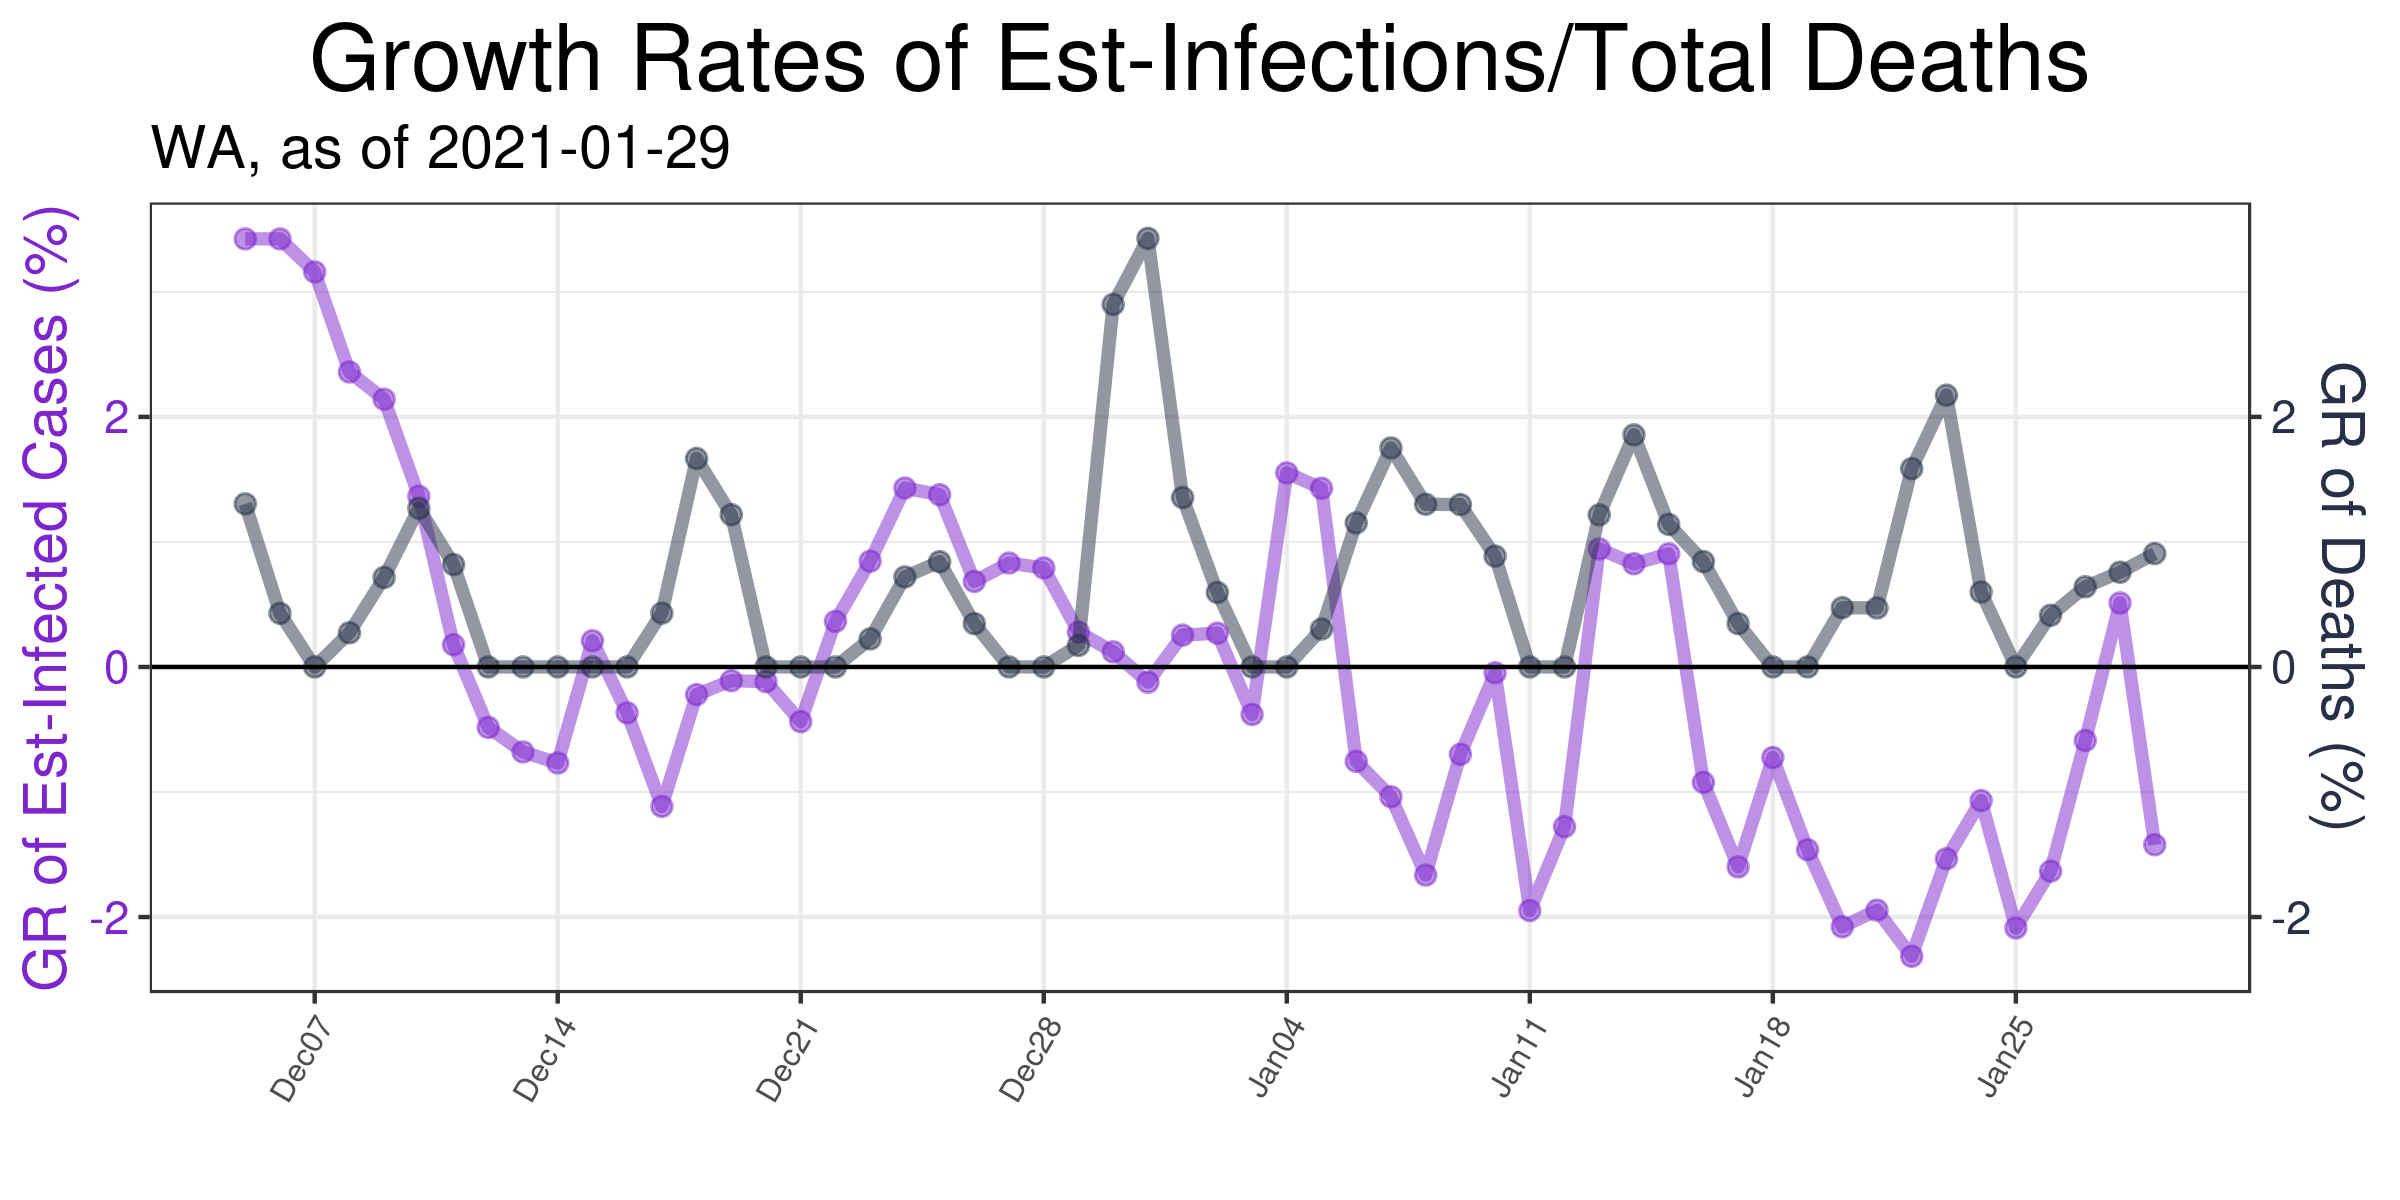 Growth Rates of Est-Infections/Total Deaths
WA, as of 2021-01-29
GR of Est-Infected Cases (%)
2
0
-2
2
0
-2
GR of Deaths (%)
Dec07
Dec14
Dec21
Dec28
Jan04
Jan11
Jan18
Jan25